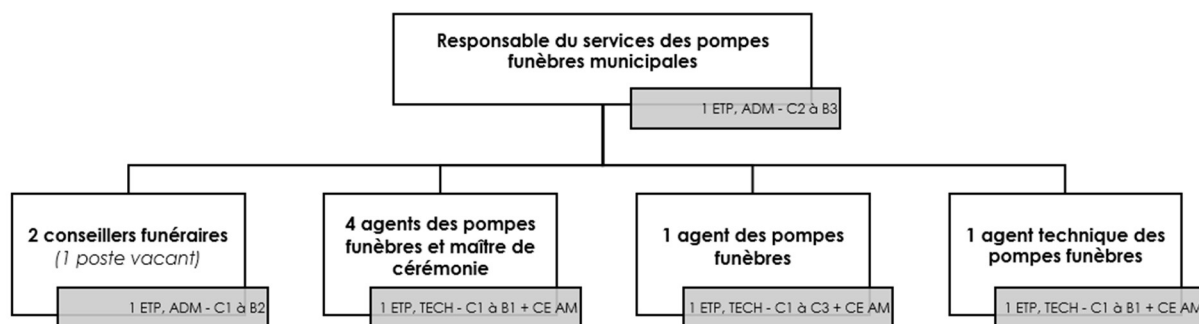 Responsable du services des pompes
funèbres municipales
1 ETP, ADM - C2 à B3
2 conseillers funéraires
(1 poste vacant)
1 ETP, ADM - C1 à B2
4 agents des pompes
funèbres et maître de
cérémonie
1 ETP, TECH - C1 à B1 + CE AM
1 agent des pompes
funèbres
1 ETP, TECH - C1 à C3 + CE AM
1 agent technique des
pompes funèbres
1 ETP, TECH - C1 à B1 + CE AM